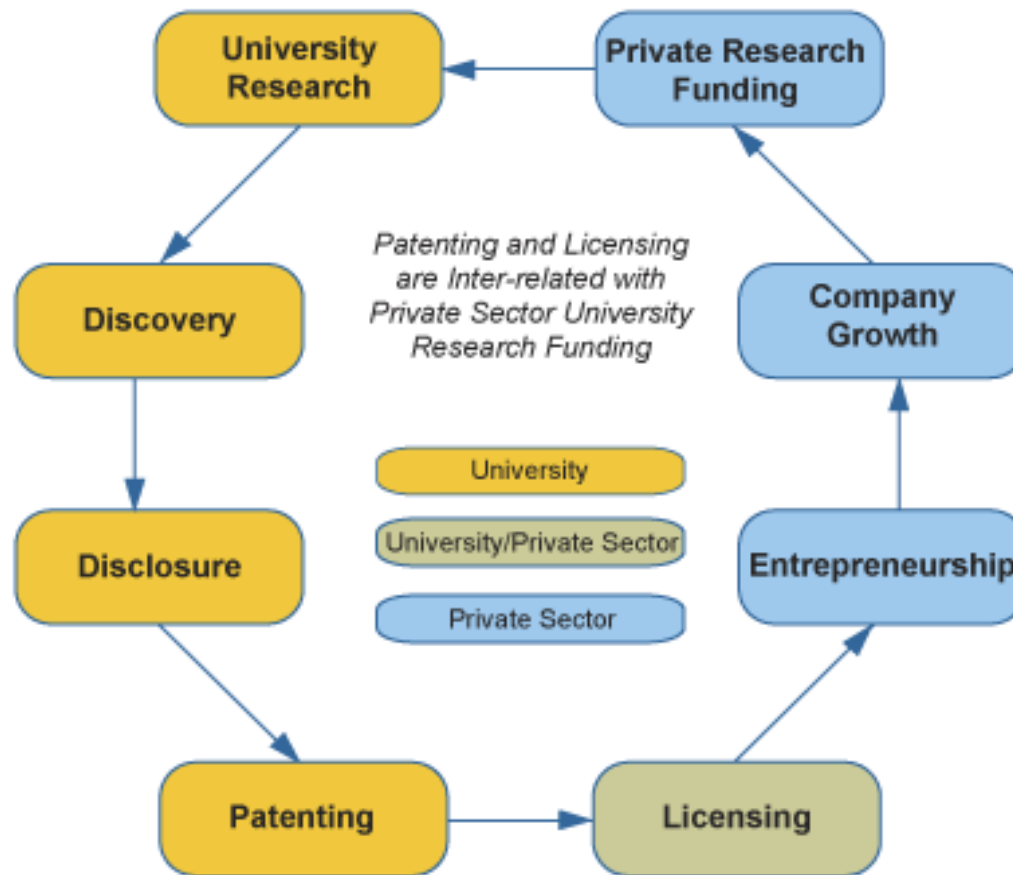 University
Research
Private Research
Funding
Patenting and Licensing
are Inter-related with
Private Sector University
Research Funding
Discovery
Company
Growth
University
University/Private Sector
Private Sector
Disclosure
Entrepreneurship
Patenting
Licensing